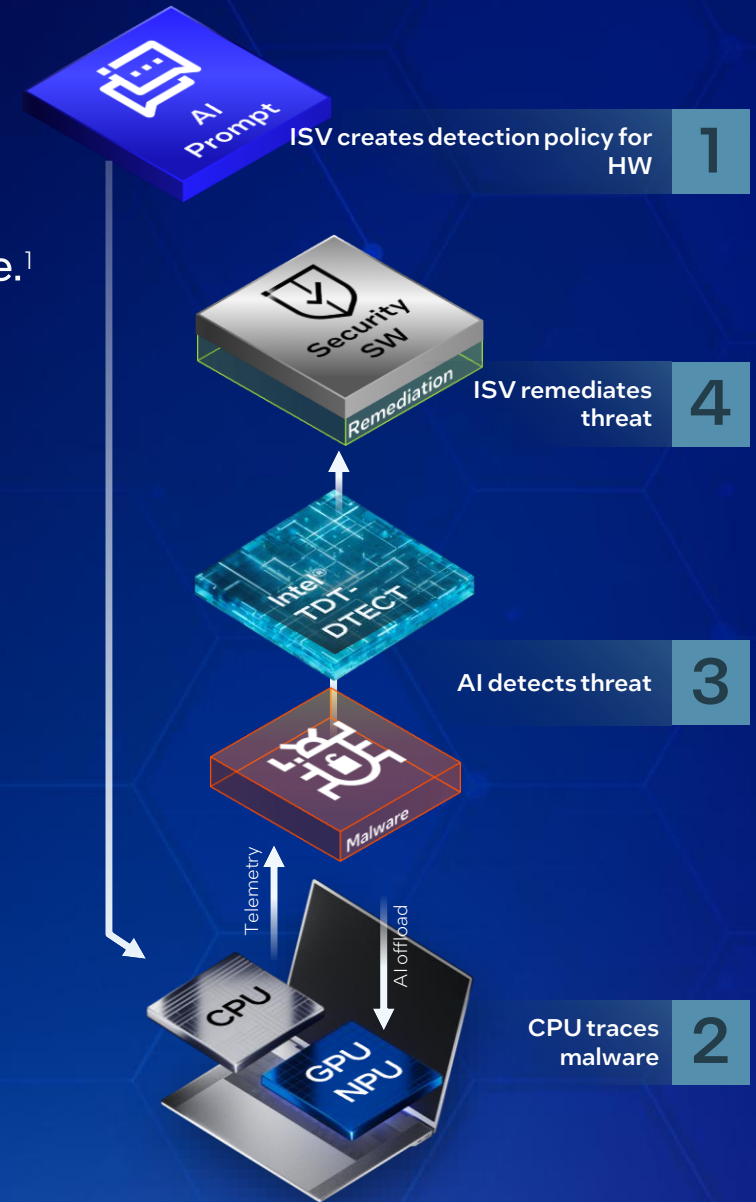 AI
Prompt
ISV creates detection policy for
HW
1
e.1
Security
SW
Remediation
ISV remediates
threat
4
Intel®
TDT-
DTECT
AI detects threat
3
Malware
Telemetry
AI offload
CPU
GPU
NPU
CPU traces
malware
2